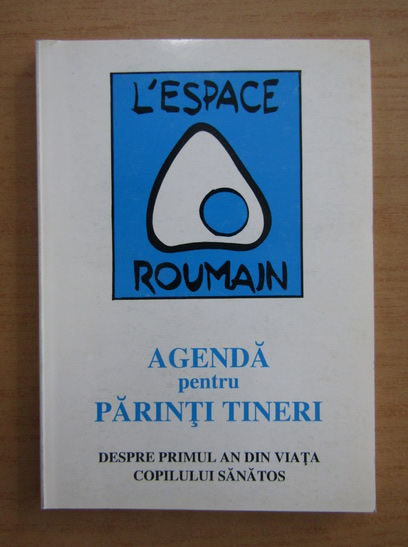 L'ESPACE
ROUMAIN
AGENDĂ
pentru
PĂRINŢI TINERI
DESPRE PRIMUL AN DIN VIAŢA
COPILULUI SĂNĂTOS